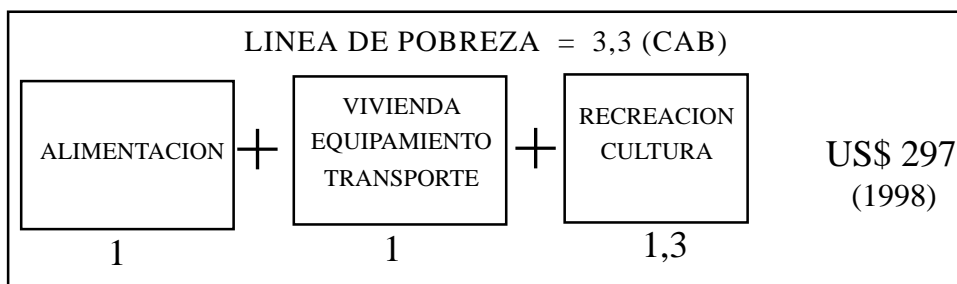 LINEA DE POBREZA = 3,3 (CAB)
ALIMENTACION
+
VIVIENDA
EQUIPAMIENTO
TRANSPORTE
+
RECREACION
CULTURA
US$ 297
(1998)
1
1
1,3